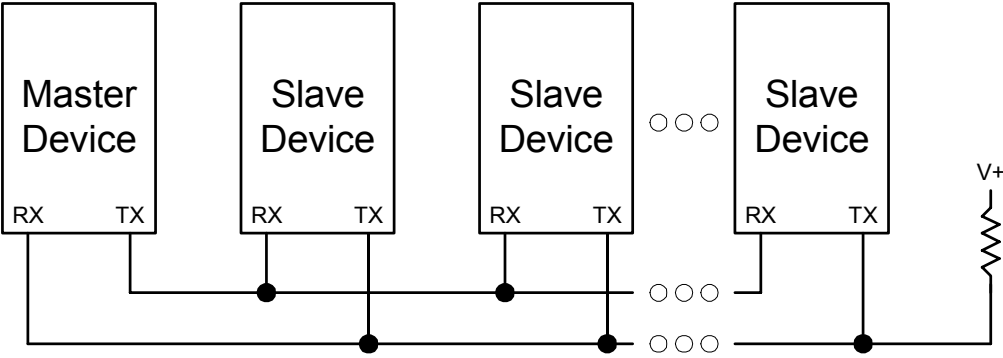 Master
Device
Slave
Device
Slave
Device
Slave
Device
RX TX
RX TX
RX TX
RX TX
V+